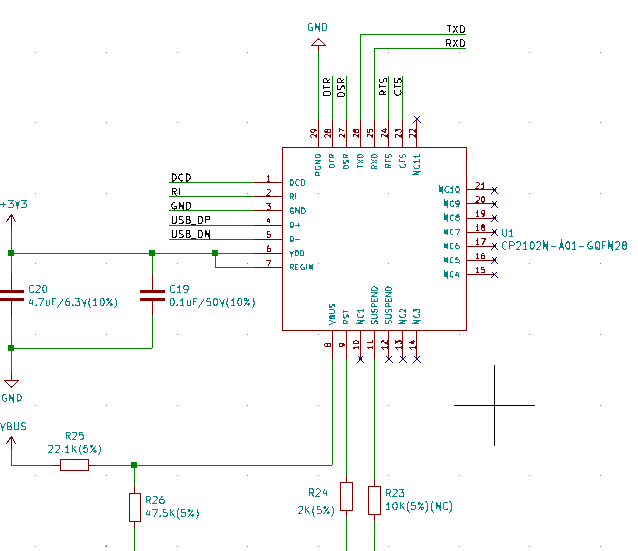 GND
TXD
RXD
DTR
DSR
RTS
CTS
29
28
27
26
25
24
23
22
PGND
DTR
DSR
TXD
RXD
RTS
CTS
NC11
DCD 1 DCD
RI 2 RI
GND 3 GND
USB_DP 4 D+
USB_DN 5 D-
6 VDD
7 REGIN
NC10 21
NC9 20
NC8 19
NC7 18
NC6 17
NC5 16
NC4 15
U1
CP2102N-A01-GQFN28
+3V3
C20
4.7uF/6.3V(10%)
C19
0.1uF/50V(10%)
VBUS
RST
NC1
SUSPEND
SUSPEND
NC2
NC3
8
9
10
11
12
13
14
GND
VBUS
R25
22.1K(5%)
R26
47.5K(5%)
R24
2K(5%)
R23
10K(5%)(NC)